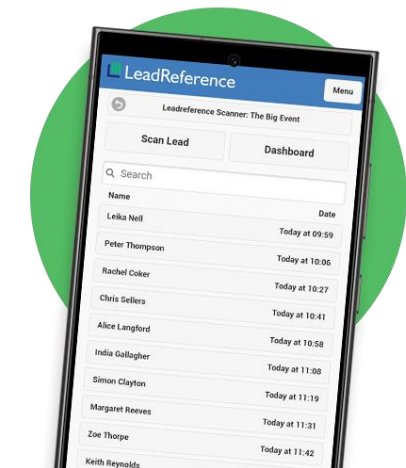 LeadReference
Menu
Leadreference Scanner: The Big Event
Scan Lead
Dashboard
Search
Name
Date
Leika Nell
Today at 09:59
Peter Thompson
Today at 10:06
Rachel Coker
Today at 10:27
Chris Sellers
Today at 10:41
Alice Langford
Today at 10:58
India Gallagher
Today at 11:08
Simon Clayton
Today at 11:19
Margaret Reeves
Today at 11:31
Zoe Thorpe
Today at 11:42
Keith Reynolds